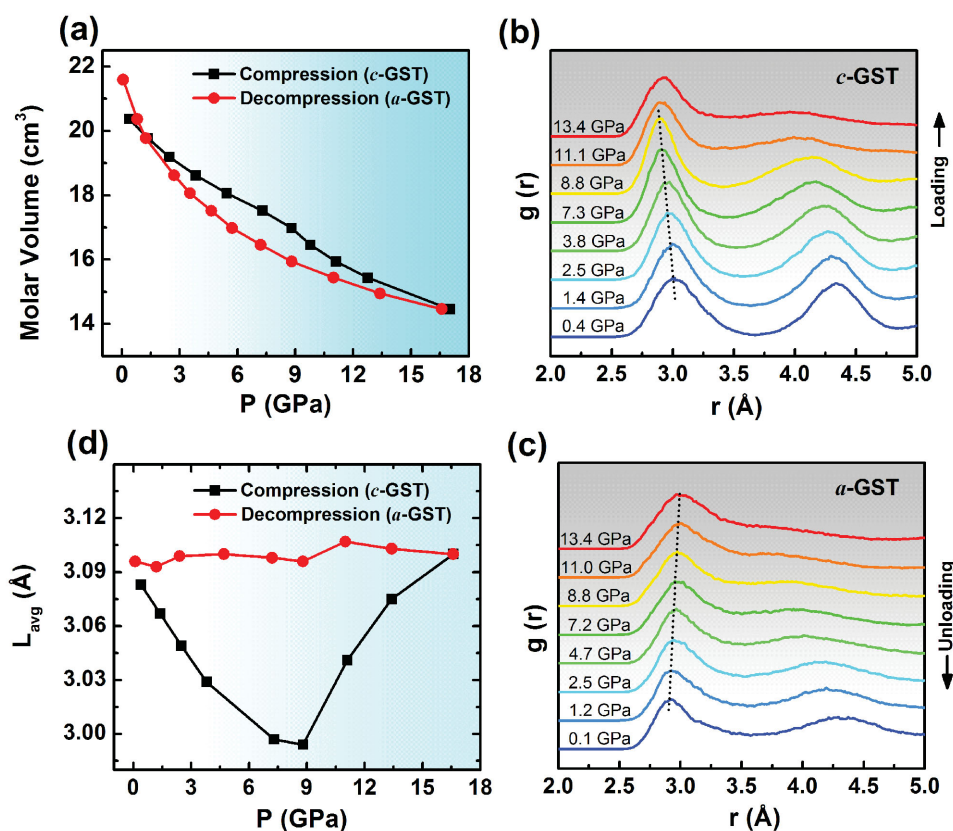 (a)
Molar Volume (cm³)
22
20
18
16
14
Compression (c-GST)
Decompression (a-GST)
0 3 6 9 12 15 18
P (GPa)
(b)
c-GST
g (r)
13.4 GPa
11.1 GPa
8.8 GPa
7.3 GPa
3.8 GPa
2.5 GPa
1.4 GPa
0.4 GPa
Loading
2.0 2.5 3.0 3.5 4.0 4.5 5.0
r (Å)
(d)
Lavg (Å)
3.12
3.09
3.06
3.03
3.00
Compression (c-GST)
Decompression (a-GST)
0 3 6 9 12 15 18
P (GPa)
(c)
a-GST
g (r)
13.4 GPa
11.0 GPa
8.8 GPa
7.2 GPa
4.7 GPa
2.5 GPa
1.2 GPa
0.1 GPa
Unloading
2.0 2.5 3.0 3.5 4.0 4.5 5.0
r (Å)